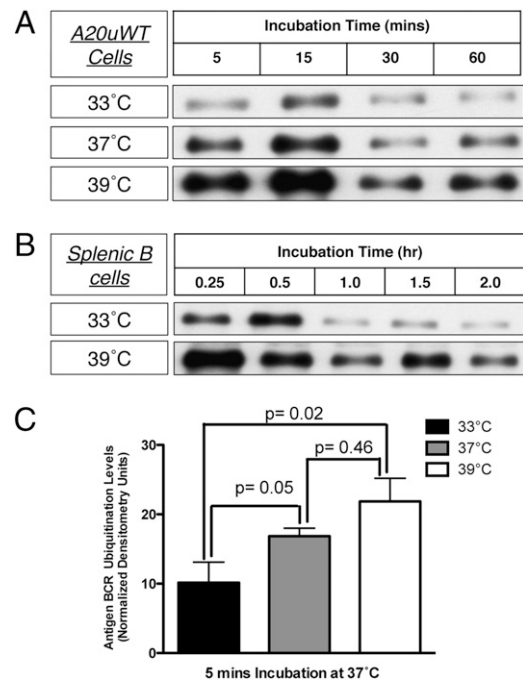 A
A20uWT
Cells
Incubation Time (mins)
5 15 30 60
33°C
37°C
39°C
B
Splenic B
cells
Incubation Time (hr)
0.25 0.5 1.0 1.5 2.0
33°C
39°C
C
p= 0.02
p= 0.46
p= 0.05
33°C
37°C
39°C
Antigen BCR Ubiquitination Levels
(Normalized Densitometry Units)
30
20
10
0
5 mins Incubation at 37°C